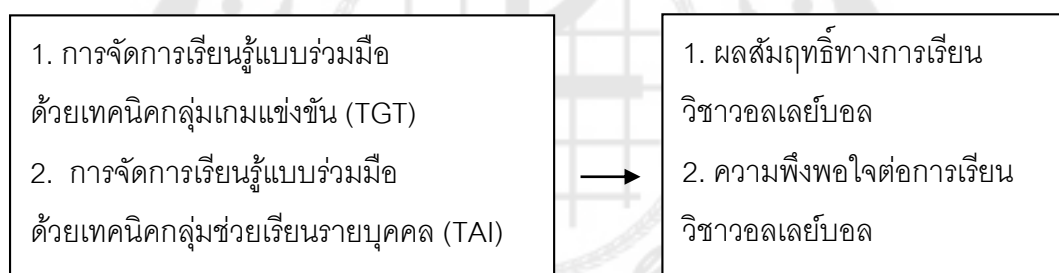 1. การจัดการเรียนรู้แบบร่วมมือ
ด้วยเทคนิคกลุ่มเกมแข่งขัน (TGT)
2. การจัดการเรียนรู้แบบร่วมมือ
ด้วยเทคนิคกลุ่มช่วยเรียนรายบุคคล (TAI)
1. ผลสัมฤทธิ์ทางการเรียน
วิชาวอลเลย์บอล
2. ความพึงพอใจต่อการเรียน
วิชาวอลเลย์บอล